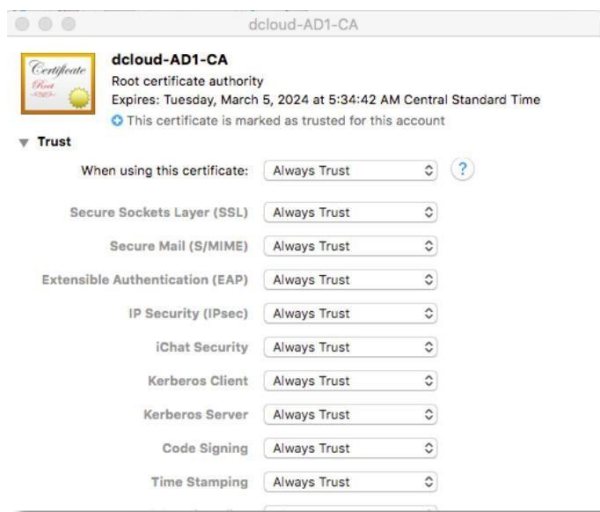 dcloud-AD1-CA
Certificate
Root
dcloud-AD1-CA
Root certificate authority
Expires: Tuesday, March 5, 2024 at 5:34:42 AM Central Standard Time
This certificate is marked as trusted for this account
Trust
When using this certificate: Always Trust ?
Secure Sockets Layer (SSL) Always Trust
Secure Mail (S/MIME) Always Trust
Extensible Authentication (EAP) Always Trust
IP Security (IPsec) Always Trust
iChat Security Always Trust
Kerberos Client Always Trust
Kerberos Server Always Trust
Code Signing Always Trust
Time Stamping Always Trust